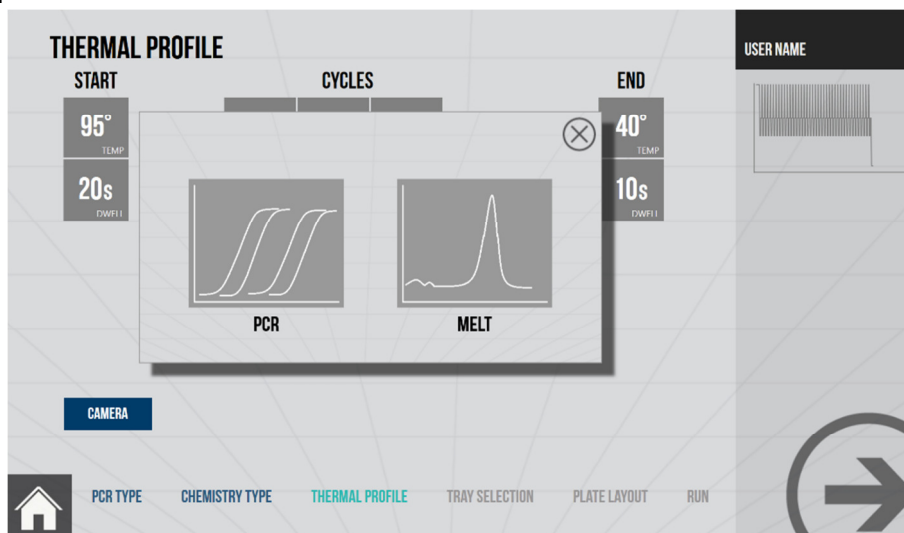 THERMAL PROFILE
USER NAME
START
CYCLES
END
95°
TEMP
40°
TEMP
20s
DWELL
10s
DWELL
PCR
MELT
CAMERA
PCR TYPE
CHEMISTRY TYPE
THERMAL PROFILE
TRAY SELECTION
PLATE LAYOUT
RUN